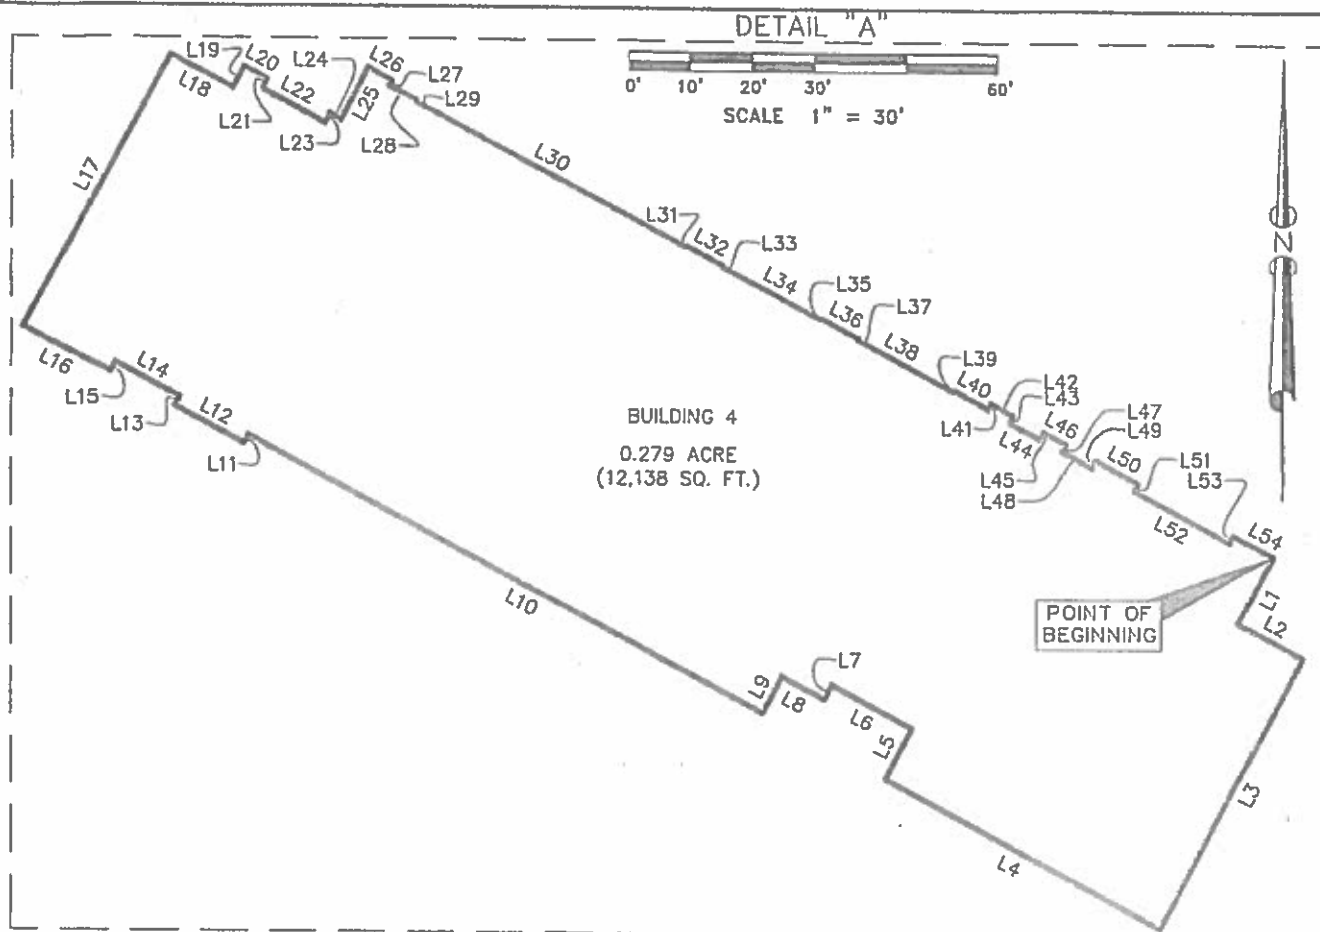 DETAIL "A"
0' 10' 20' 30' 60'
SCALE 1" = 30'
N
L19
L20
L24
L26
L27
L29
L18
L22
L25
L21
L23
L28
L17
L30
L31
L32
L33
L34
L35
L36
L37
L38
L39
L40
L42
L43
L41
L44
L46
L47
L49
L45
L48
L50
L51
L53
L52
L54
L16
L14
L15
L13
L12
L11
BUILDING 4
0.279 ACRE
(12,138 SQ. FT.)
L10
POINT OF
BEGINNING
L1
L2
L7
L9
L8
L6
L5
L3
L4